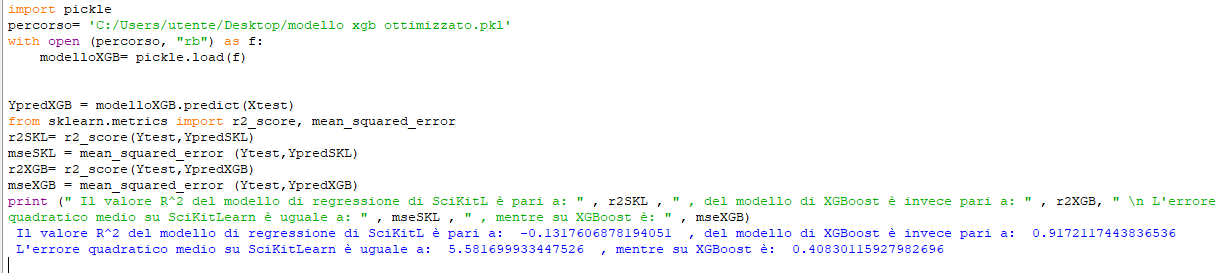 import pickle
percorso= 'C:/Users/utente/Desktop/modello xgb ottimizzato.pkl'
with open (percorso, "rb") as f:
    modelloXGB= pickle.load(f)
YpredXGB = modelloXGB.predict(Xtest)
from sklearn.metrics import r2_score, mean_squared_error
r2SKL= r2_score(Ytest,YpredSKL)
mseSKL = mean_squared_error (Ytest,YpredSKL)
r2XGB= r2_score(Ytest,YpredXGB)
mseXGB = mean_squared_error (Ytest,YpredXGB)
print (" Il valore R^2 del modello di regressione di SciKitL è pari a: " , r2SKL , " , del modello di XGBoost è invece pari a: " , r2XGB, " \n L'errore
quadratico medio su SciKitLearn è uguale a: " , mseSKL , " , mentre su XGBoost è: " , mseXGB)
 Il valore R^2 del modello di regressione di SciKitL è pari a:  -0.1317606878194051  , del modello di XGBoost è invece pari a:  0.9172117443836536
 L'errore quadratico medio su SciKitLearn è uguale a:  5.581699933447526  , mentre su XGBoost è:  0.40830115927982696